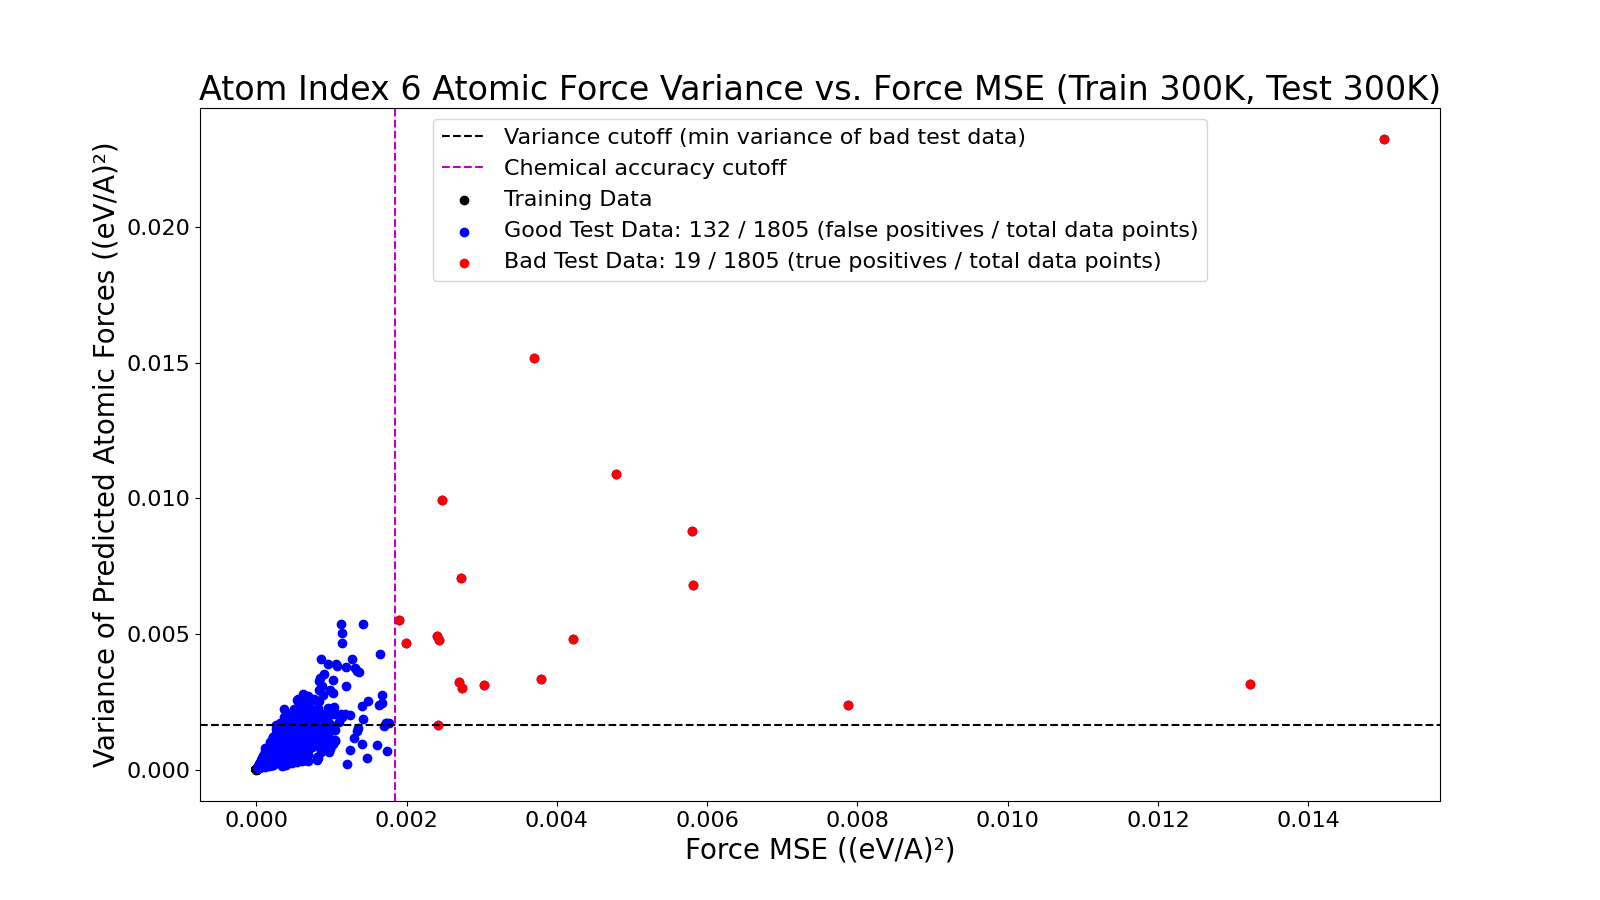 Atom Index 6 Atomic Force Variance vs. Force MSE (Train 300K, Test 300K)
Variance cutoff (min variance of bad test data)
Chemical accuracy cutoff
Training Data
Good Test Data: 132 / 1805 (false positives / total data points)
Bad Test Data: 19 / 1805 (true positives / total data points)
Variance of Predicted Atomic Forces ((eV/A)²)
0.020
0.015
0.010
0.005
0.000
0.000
0.002
0.004
0.006
0.008
0.010
0.012
0.014
Force MSE ((eV/A)²)